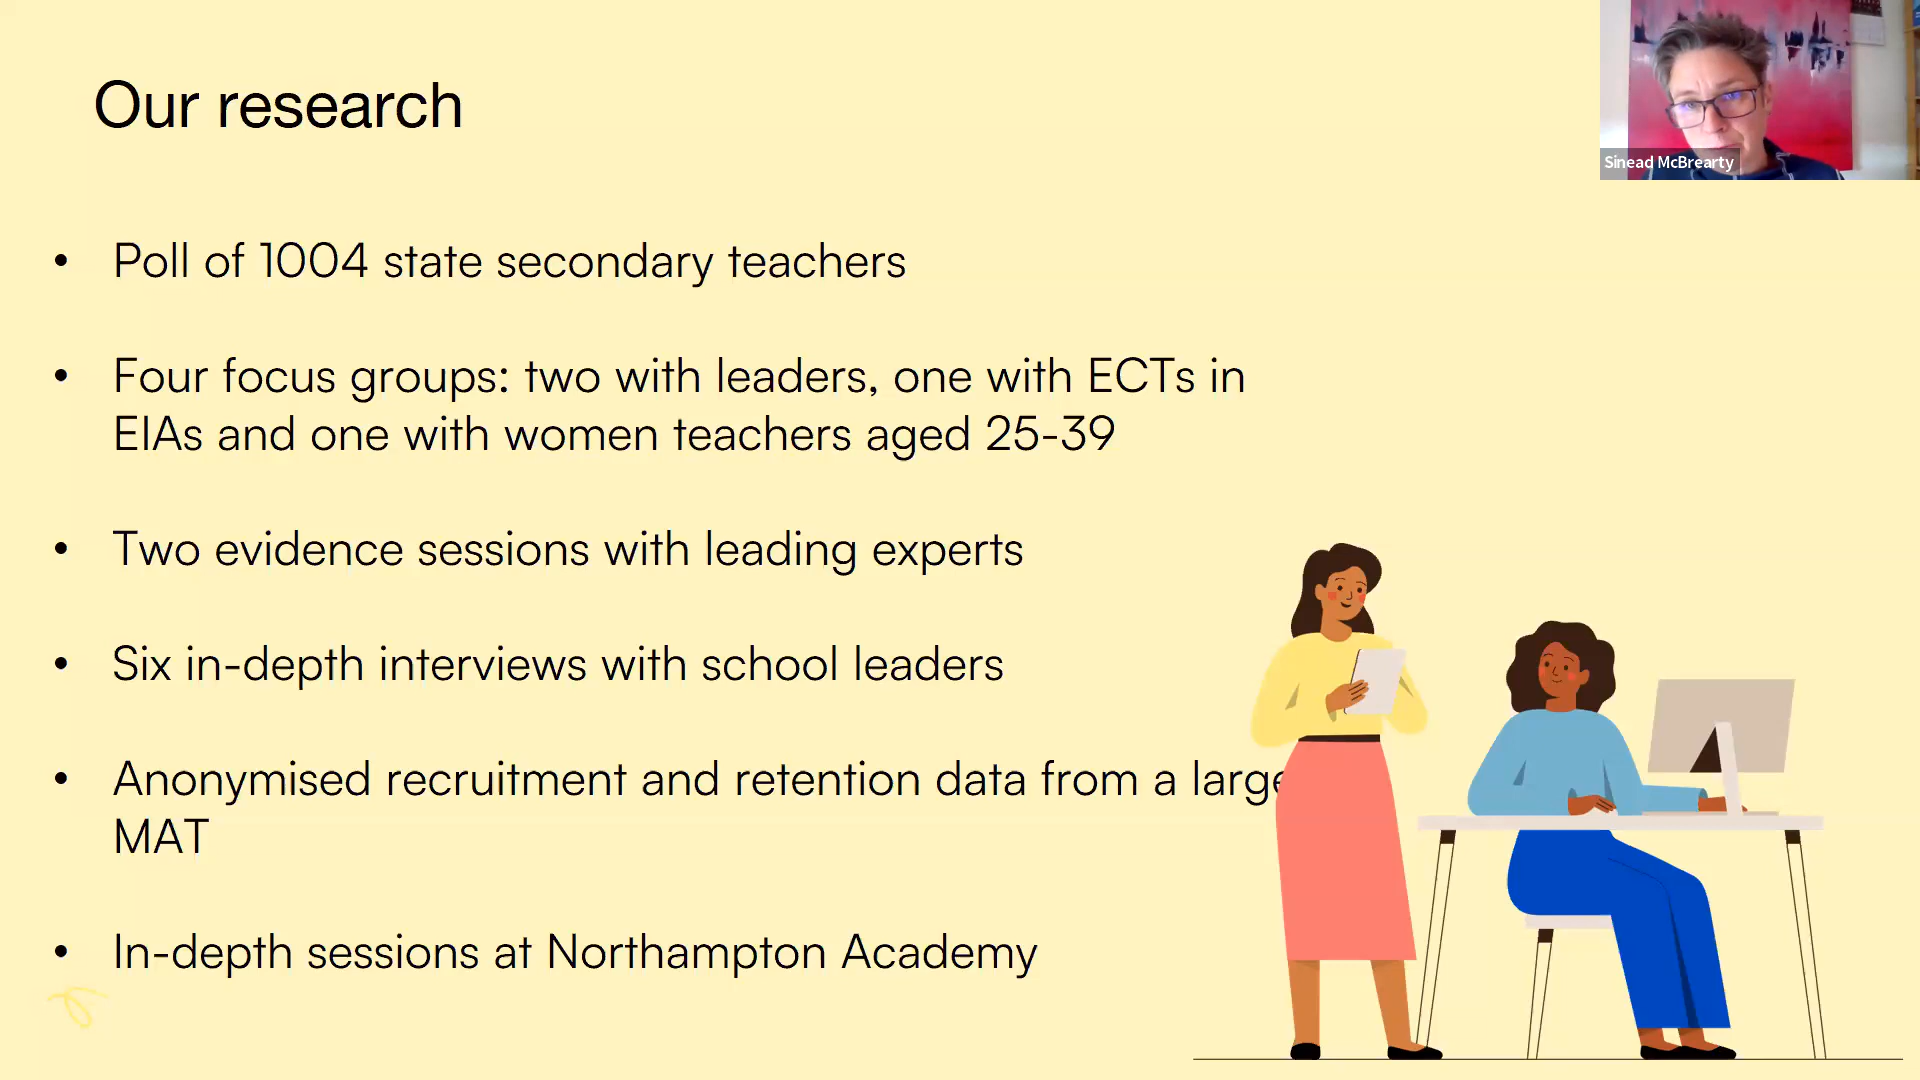 Our research
Sinead McBrearty
• Poll of 1004 state secondary teachers
• Four focus groups: two with leaders, one with ECTs in
EIAs and one with women teachers aged 25-39
• Two evidence sessions with leading experts
• Six in-depth interviews with school leaders
• Anonymised recruitment and retention data from a large
MAT
• In-depth sessions at Northampton Academy